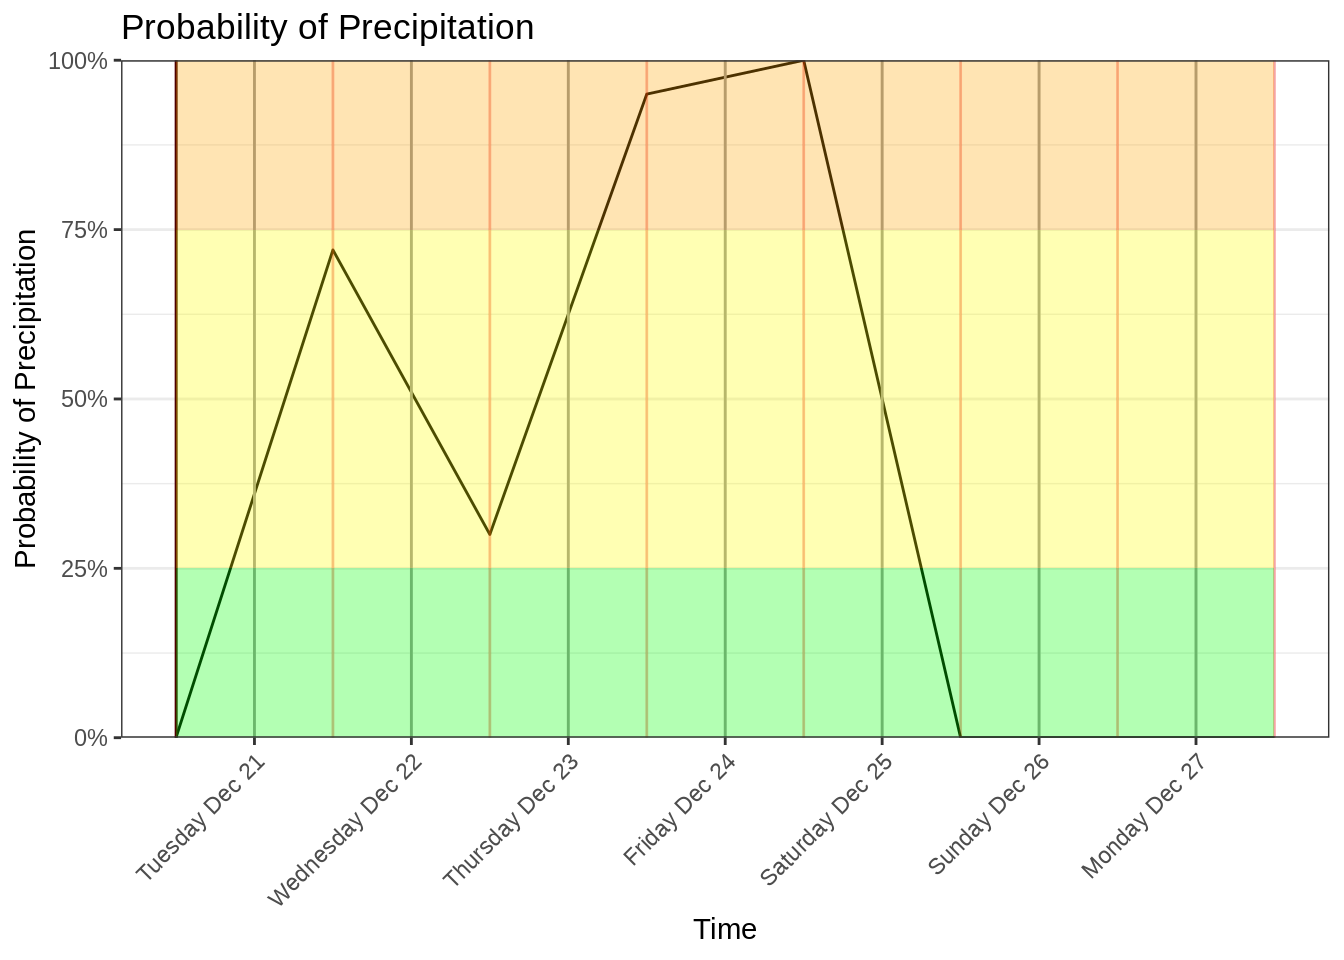 Probability of Precipitation
100%
75%
50%
25%
0%
Probability of Precipitation
Tuesday Dec 21
Wednesday Dec 22
Thursday Dec 23
Friday Dec 24
Saturday Dec 25
Sunday Dec 26
Monday Dec 27
Time